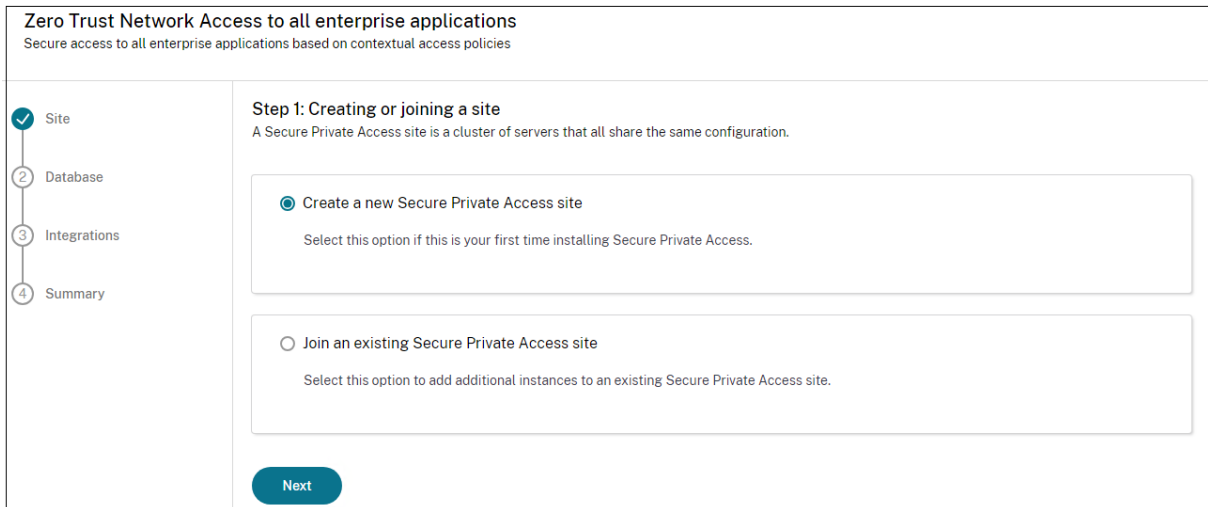 Zero Trust Network Access to all enterprise applications
Secure access to all enterprise applications based on contextual access policies
Site
2 Database
3 Integrations
4 Summary
Step 1: Creating or joining a site
A Secure Private Access site is a cluster of servers that all share the same configuration.
Create a new Secure Private Access site
Select this option if this is your first time installing Secure Private Access.
Join an existing Secure Private Access site
Select this option to add additional instances to an existing Secure Private Access site.
Next